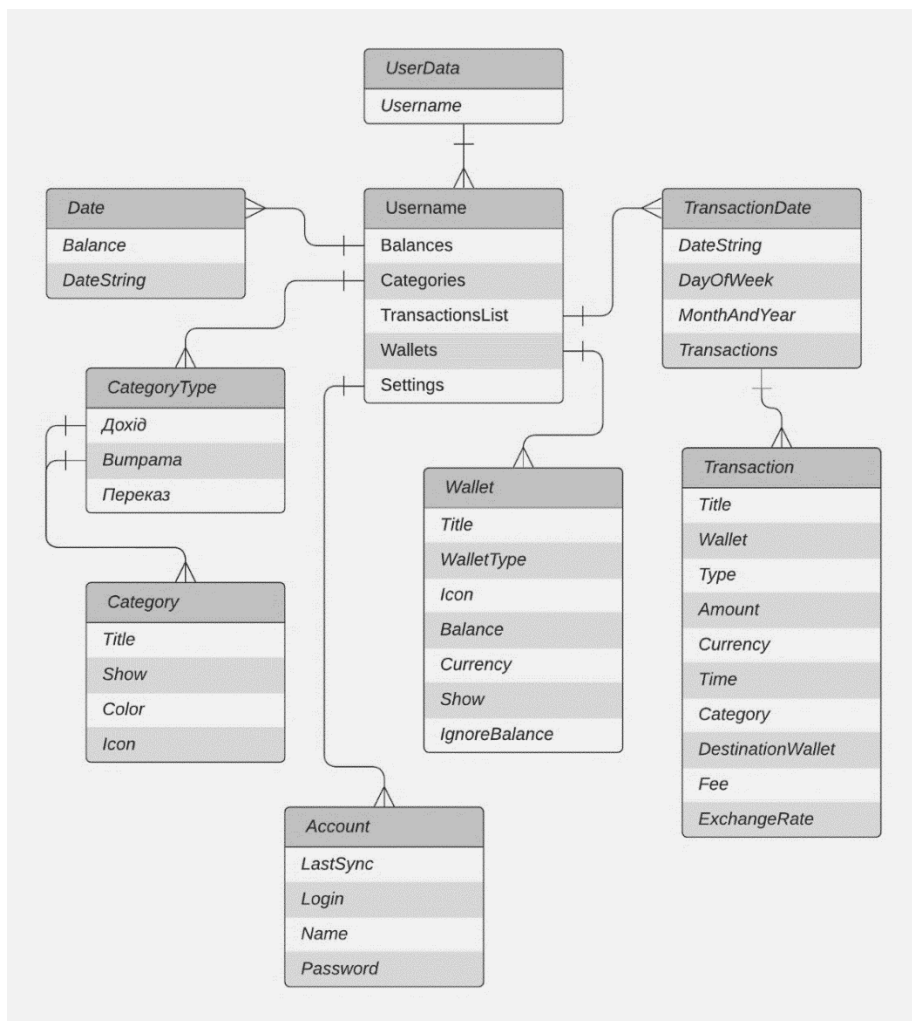 UserData
Username
Date
Balance
DateString
Username
Balances
Categories
TransactionsList
Wallets
Settings
TransactionDate
DateString
DayOfWeek
MonthAndYear
Transactions
CategoryType
Дохід
Витрата
Переказ
Category
Title
Show
Color
Icon
Wallet
Title
WalletType
Icon
Balance
Currency
Show
IgnoreBalance
Transaction
Title
Wallet
Type
Amount
Currency
Time
Category
DestinationWallet
Fee
ExchangeRate
Account
LastSync
Login
Name
Password